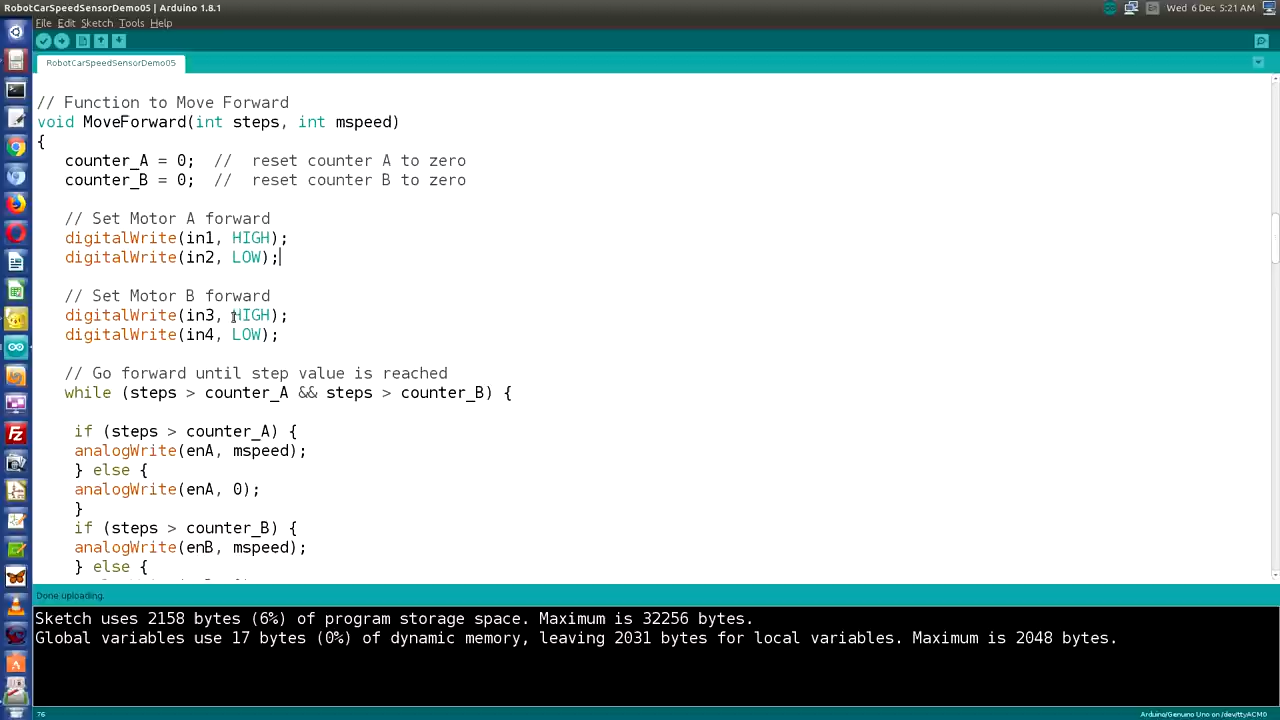 RobotCarSpeedSensorDemo05 | Arduino 1.8.1
Wed 6 Dec, 5:21 AM
File Edit Sketch Tools Help
RobotCarSpeedSensorDemo05
// Function to Move Forward
void MoveForward(int steps, int mspeed)
{
counter_A = 0;  //  reset counter A to zero
counter_B = 0;  //  reset counter B to zero
// Set Motor A forward
digitalWrite(in1, HIGH);
digitalWrite(in2, LOW);
// Set Motor B forward
digitalWrite(in3, HIGH);
digitalWrite(in4, LOW);
// Go forward until step value is reached
while (steps > counter_A && steps > counter_B) {
if (steps > counter_A) {
analogWrite(enA, mspeed);
} else {
analogWrite(enA, 0);
}
if (steps > counter_B) {
analogWrite(enB, mspeed);
} else {
Done uploading.
Sketch uses 2158 bytes (6%) of program storage space. Maximum is 32256 bytes.
Global variables use 17 bytes (0%) of dynamic memory, leaving 2031 bytes for local variables. Maximum is 2048 bytes.
76
Arduino/Genuino Uno on /dev/ttyACM0